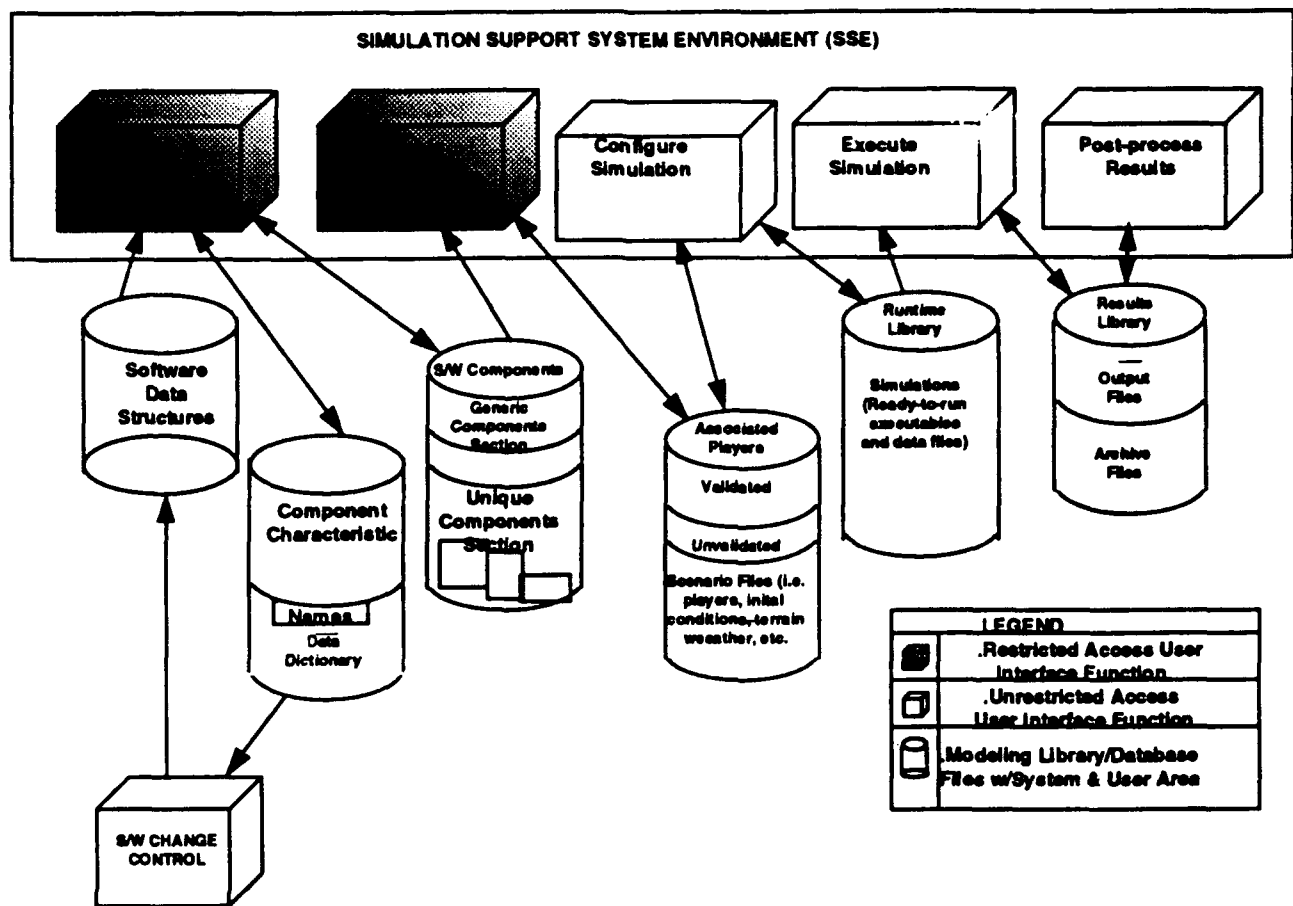 SIMULATION SUPPORT SYSTEM ENVIRONMENT (SSE)
Configure
Simulation
Execute
Simulation
Post-process
Results
Software
Data
Structures
Component
Characteristic
Names
Data
Dictionary
S/W Components
Generic
Components
Section
Unique
Components
Section
Associated
Players
Validated
Unvalidated
Scenario Files (i.e.
players, inital
conditions, terrain
weather, etc.
Runtime
Library
Simulations
(Ready-to-run
executables
and data files)
Results
Library
Output
Files
Archive
Files
S/W CHANGE
CONTROL
LEGEND
.Restricted Access User
Interface Function
.Unrestricted Access
User Interface Function
.Modeling Library/Database
Files w/System & User Area